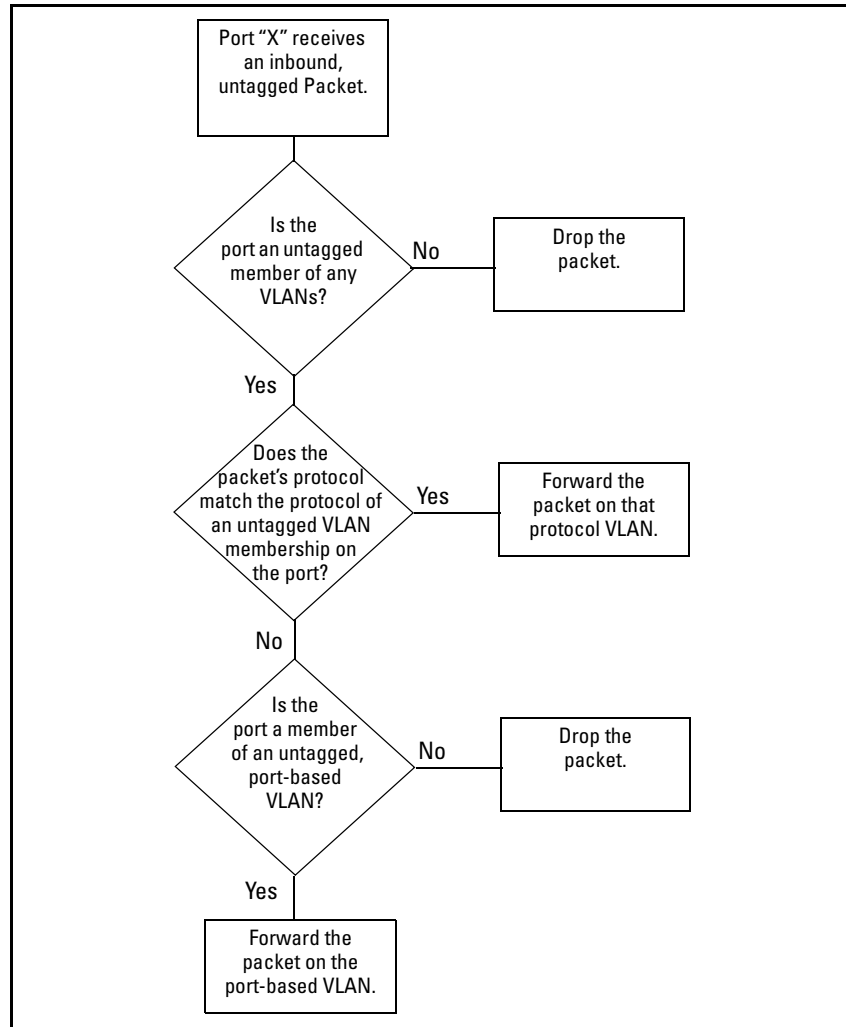 Port “X” receives
an inbound,
untagged Packet.
Is the
port an untagged
member of any
VLANs?
No
Drop the
packet.
Yes
Does the
packet’s protocol
match the protocol of
an untagged VLAN
membership on
the port?
Yes
Forward the
packet on that
protocol VLAN.
No
Is the
port a member
of an untagged,
port-based
VLAN?
No
Drop the
packet.
Yes
Forward the
packet on the
port-based VLAN.